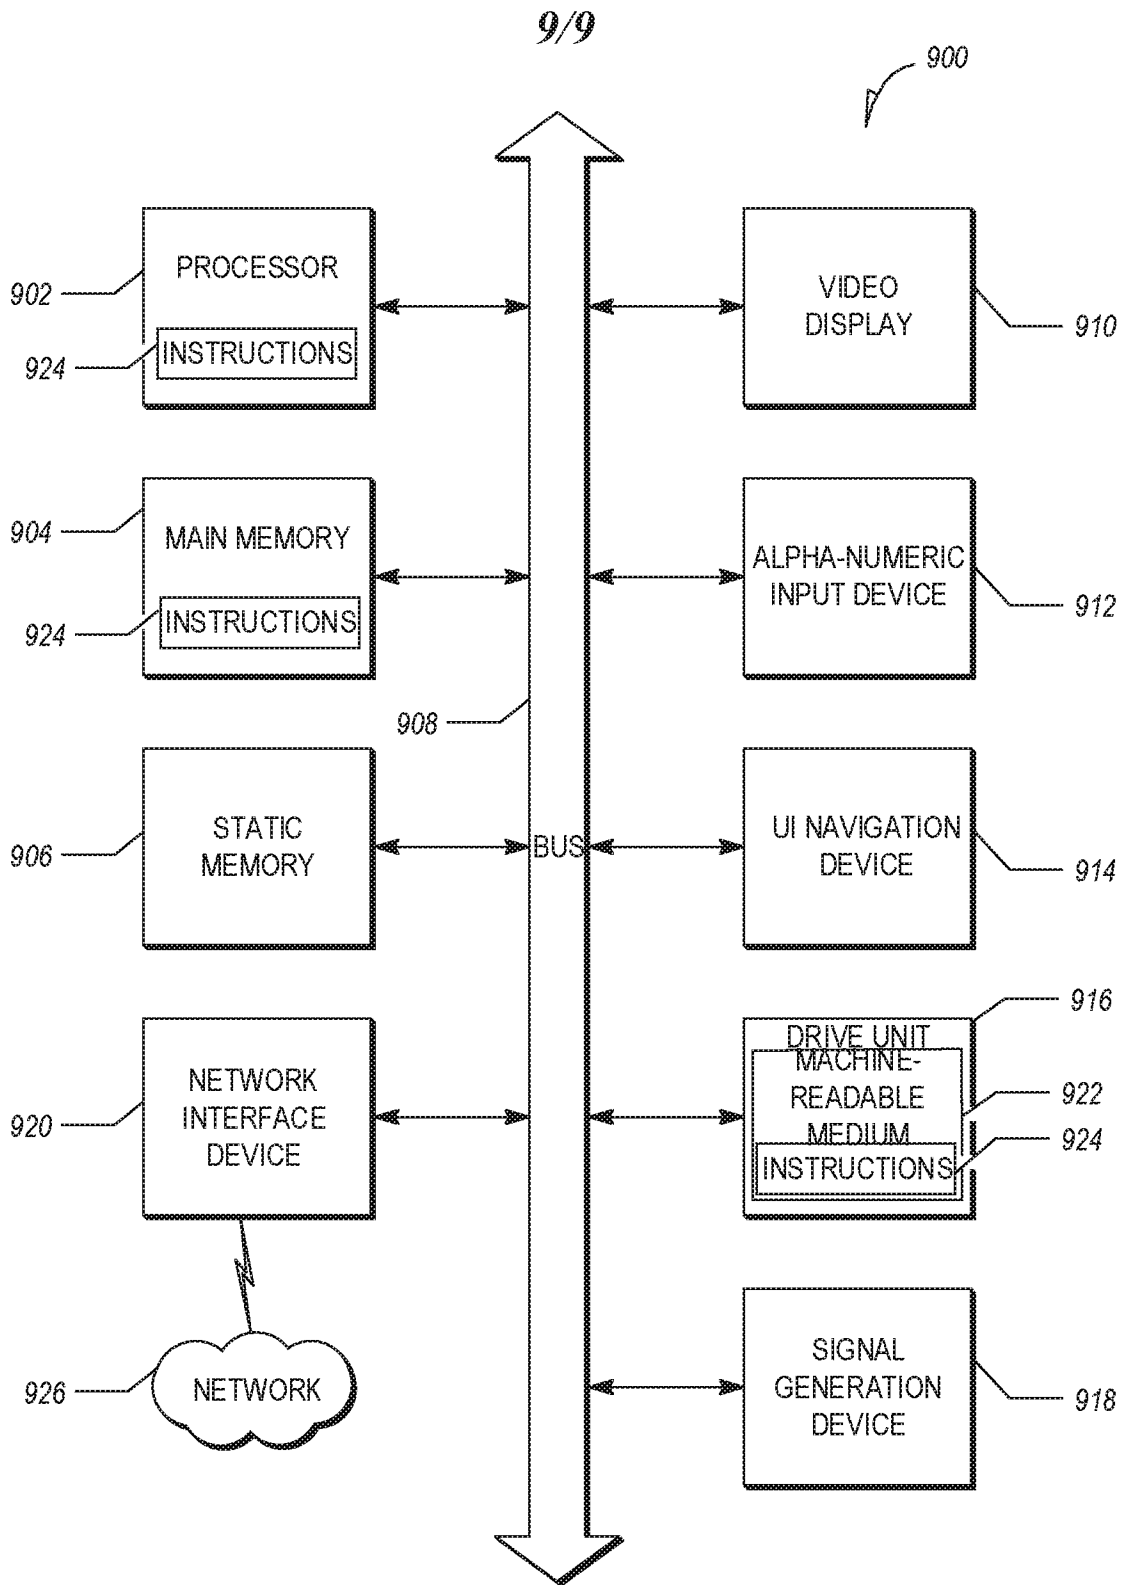 9/9
900
PROCESSOR
902
924
INSTRUCTIONS
VIDEO
DISPLAY
910
904
MAIN MEMORY
924
INSTRUCTIONS
ALPHA-NUMERIC
INPUT DEVICE
912
908
906
STATIC
MEMORY
BUS
UI NAVIGATION
DEVICE
914
920
NETWORK
INTERFACE
DEVICE
916
DRIVE UNIT
MACHINE-
READABLE
MEDIUM
922
924
INSTRUCTIONS
926
NETWORK
SIGNAL
GENERATION
DEVICE
918